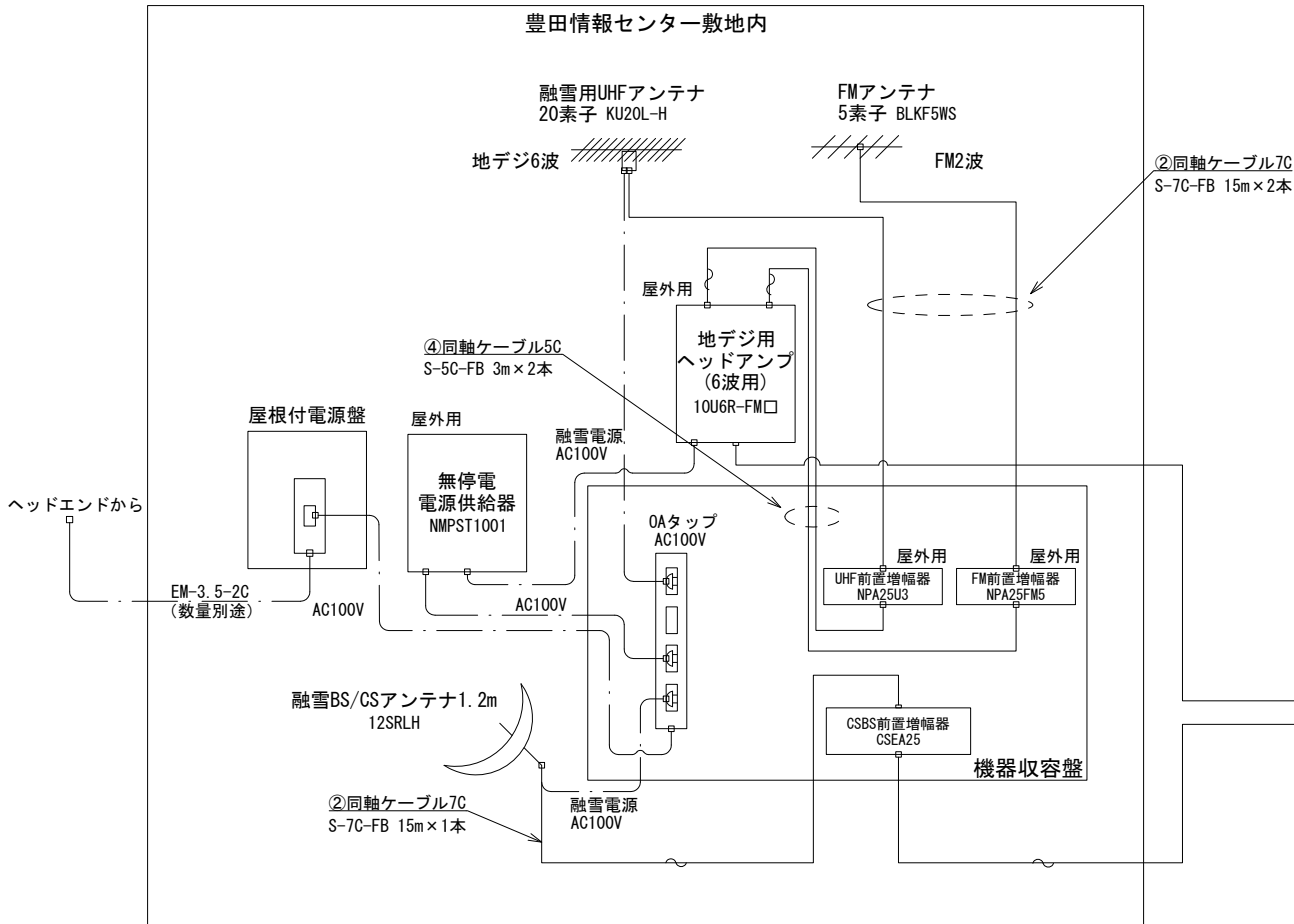 豊田情報センター敷地内
融雪用UHFアンテナ
20素子 KU20L-H
FMアンテナ
5素子 BLKF5WS
地デジ6波
FM2波
②同軸ケーブル7C
S-7C-FB 15m×2本
屋外用
地デジ用
ヘッドアンプ
(6波用)
10U6R-FM□
④同軸ケーブル5C
S-5C-FB 3m×2本
屋根付電源盤
屋外用
無停電
電源供給器
NMPST1001
融雪電源
AC100V
ヘッドエンドから
OAタップ
AC100V
屋外用
UHF前置増幅器
NPA25U3
屋外用
FM前置増幅器
NPA25FM5
EM-3.5-2C
(数量別途)
AC100V
AC100V
融雪BS/CSアンテナ1.2m
12SRLH
CSBS前置増幅器
CSEA25
機器収容盤
②同軸ケーブル7C
S-7C-FB 15m×1本
融雪電源
AC100V